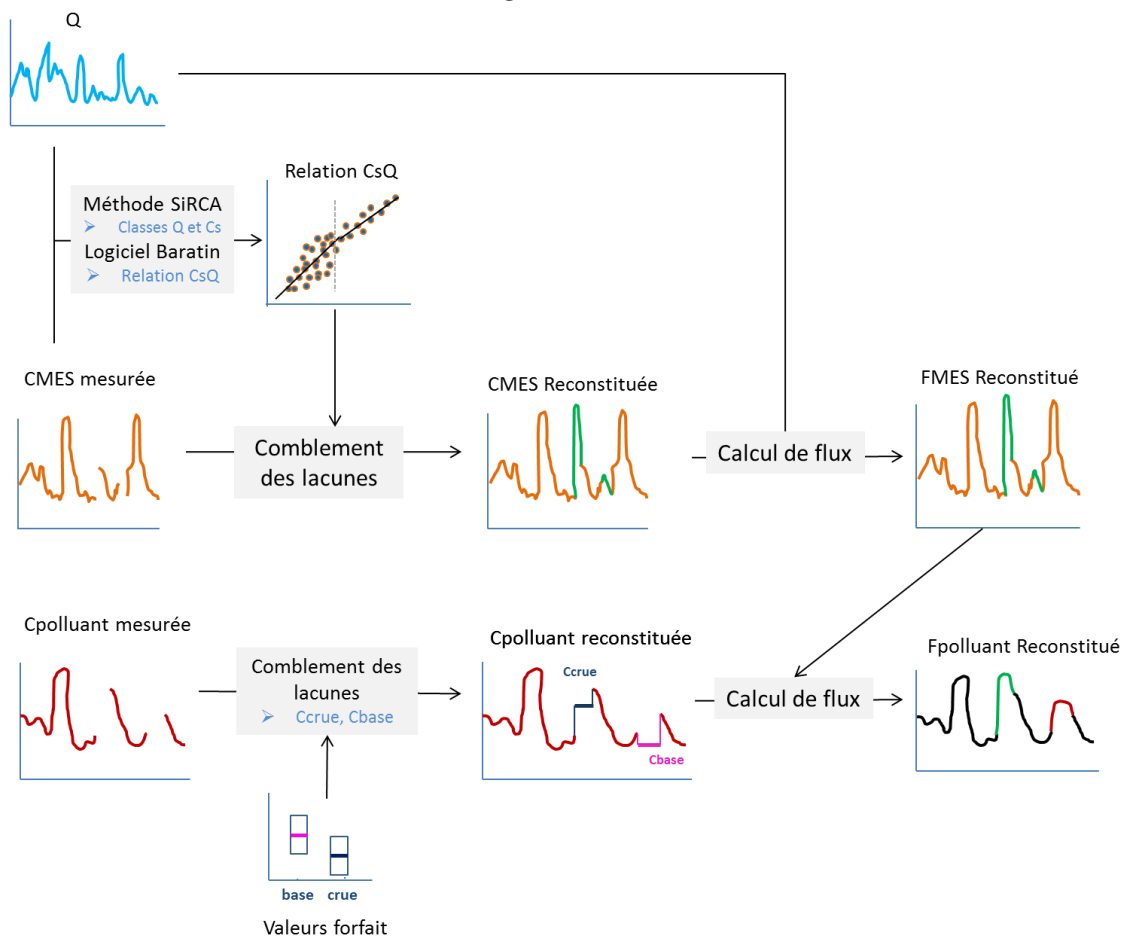 Q
Relation CsQ
Méthode SiRCA
Classes Q et Cs
Logiciel Baratin
Relation CsQ
CMES mesurée
Comblement
des lacunes
CMES Reconstituée
Calcul de flux
FMES Reconstitué
Cpolluant mesurée
Comblement des
lacunes
Ccrue, Cbase
Cpolluant reconstituée
Ccrue
Cbase
Calcul de flux
Fpolluant Reconstitué
base crue
Valeurs forfait